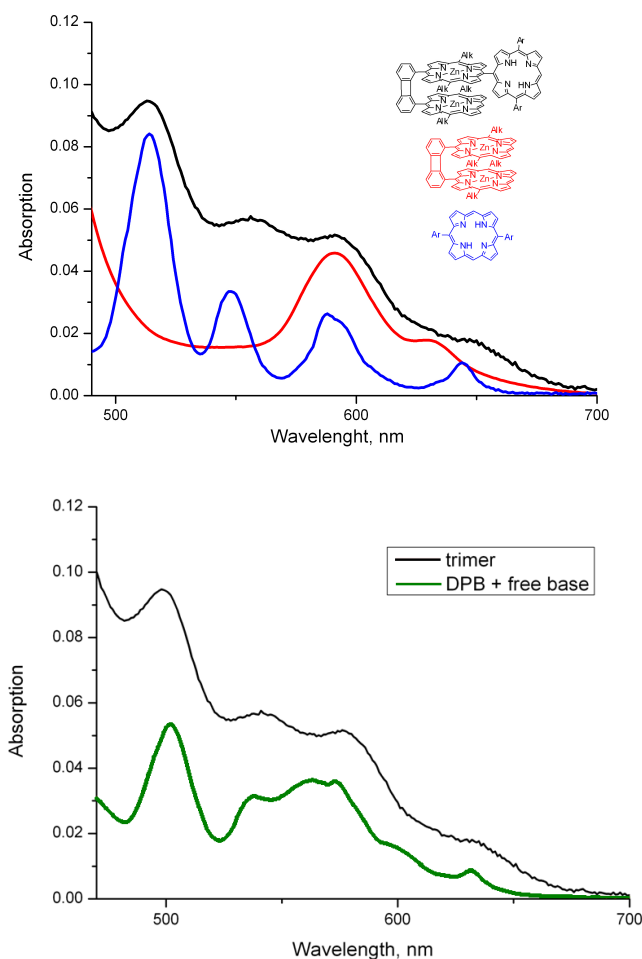 0.12
0.10
0.08
0.06
0.04
0.02
0.00
Absorption
500
600
700
Wavelenght, nm
Alk
Ar
N
N
Zn
N
N
NH
N
N
HN
Alk
Alk
N
N
Zn
N
N
Alk
Ar
Alk
N
N
Zn
N
N
Alk
Alk
N
N
Zn
N
N
Alk
N
HN
Ar
Ar
NH
N
0.12
0.10
0.08
0.06
0.04
0.02
0.00
Absorption
trimer
DPB + free base
500
600
700
Wavelength, nm